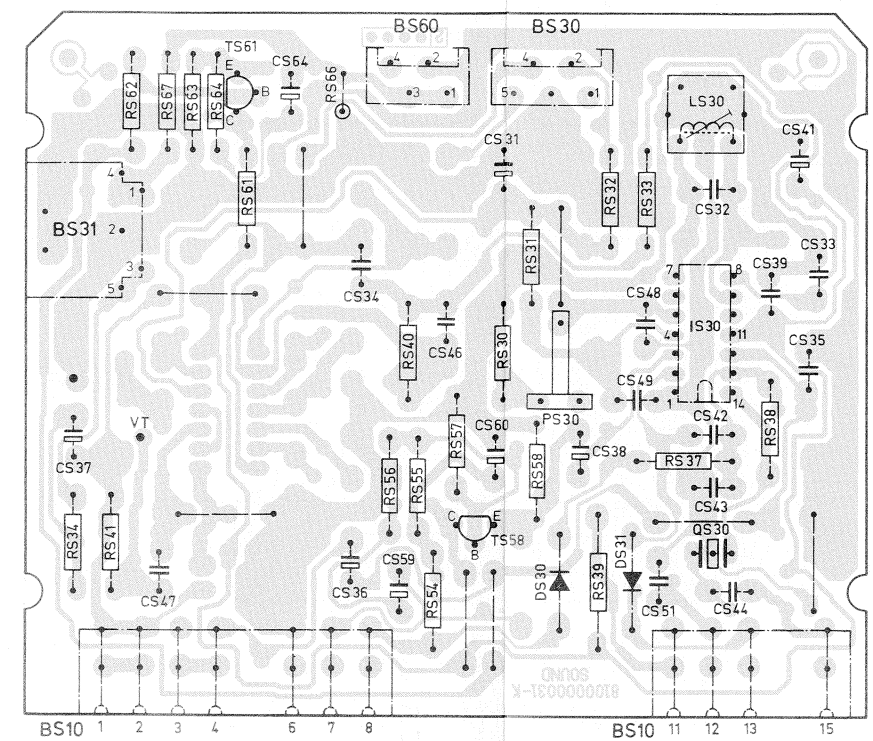 BS60 BS30
TS61
E
CS64
4 2
4 2
RS62
RS67
RS63
RS64
B
C
RS66
3 1
5 1
LS30
CS41
CS31
4
1
BS31
2
3
5
RS61
RS32
RS33
CS32
RS31
CS34
CS33
CS39
7 8
CS48
IS30
4 11
CS35
RS40
CS46
RS30
CS49
1 14
PS30
CS42
RS38
VT
CS37
RS57
CS60
CS38
RS56
RS55
RS58
RS37
CS43
RS34
RS41
C E
TS58
B
QS30
CS47
CS36
CS59
RS54
DS30
RS39
DS31
CS51
CS44
8100000031-K
SOUND
BS10 1 2 3 4 6 7 8
BS10 11 12 13 15